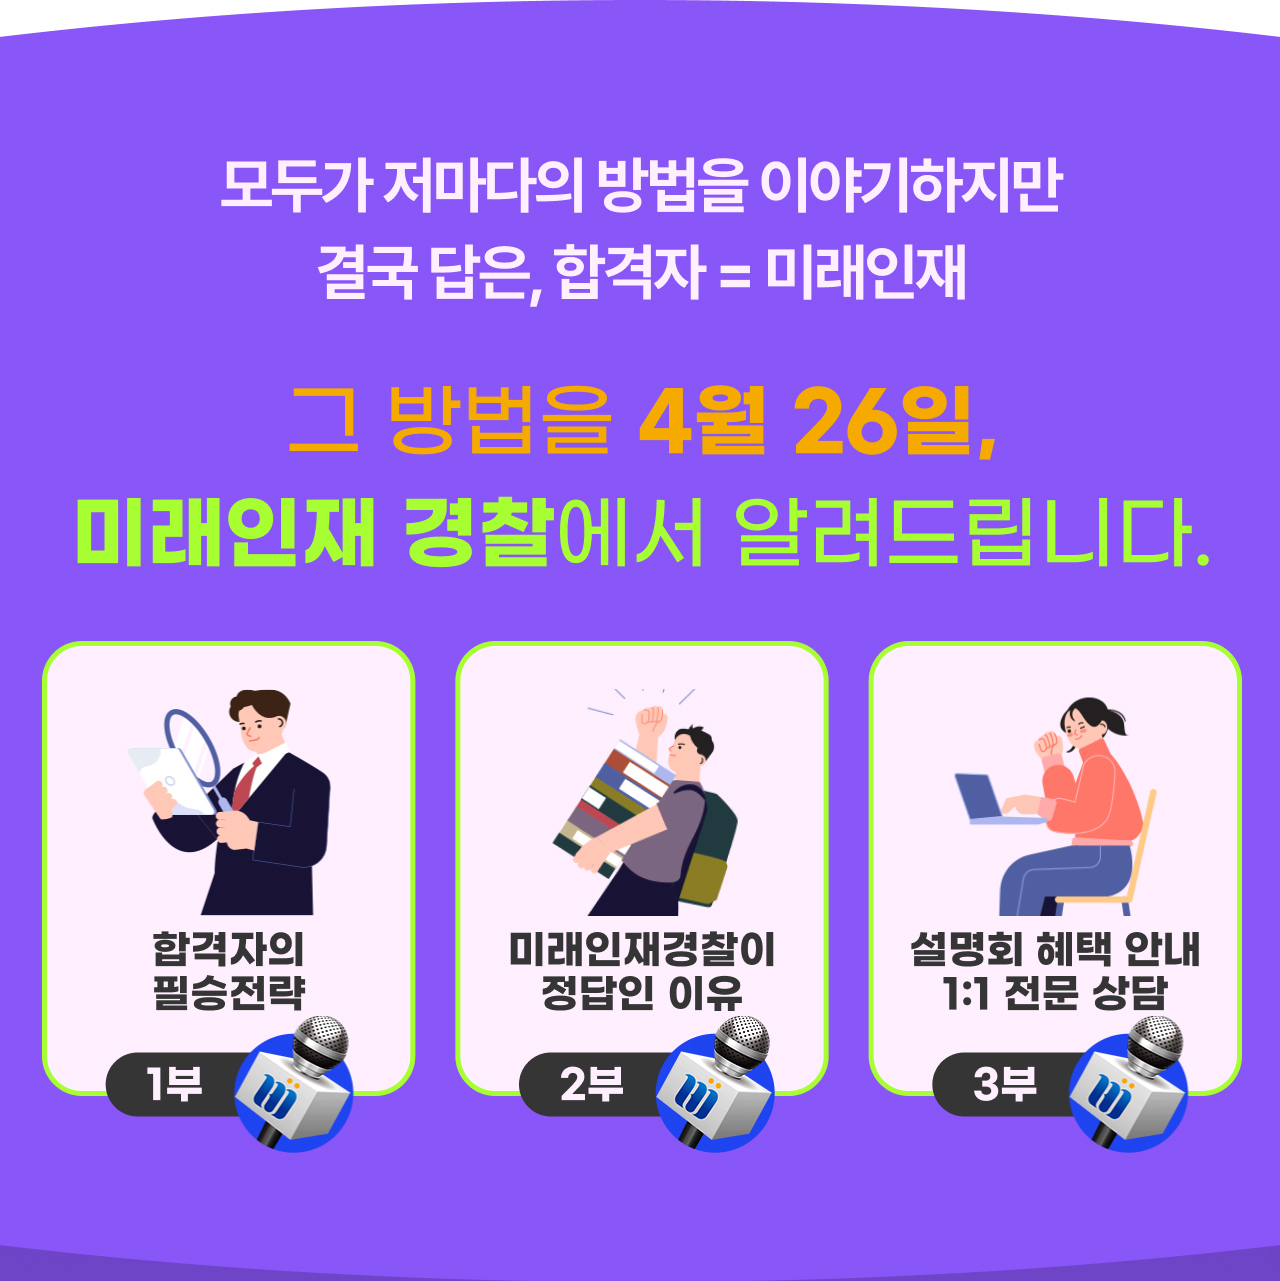 모두가 저마다의 방법을 이야기하지만
결국 답은, 합격자 = 미래인재
그 방법을 4월 26일,
미래인재 경찰에서 알려드립니다.
합격자의
필승전략
1부
미래인재경찰이
정답인 이유
2부
설명회 혜택 안내
1:1 전문 상담
3부